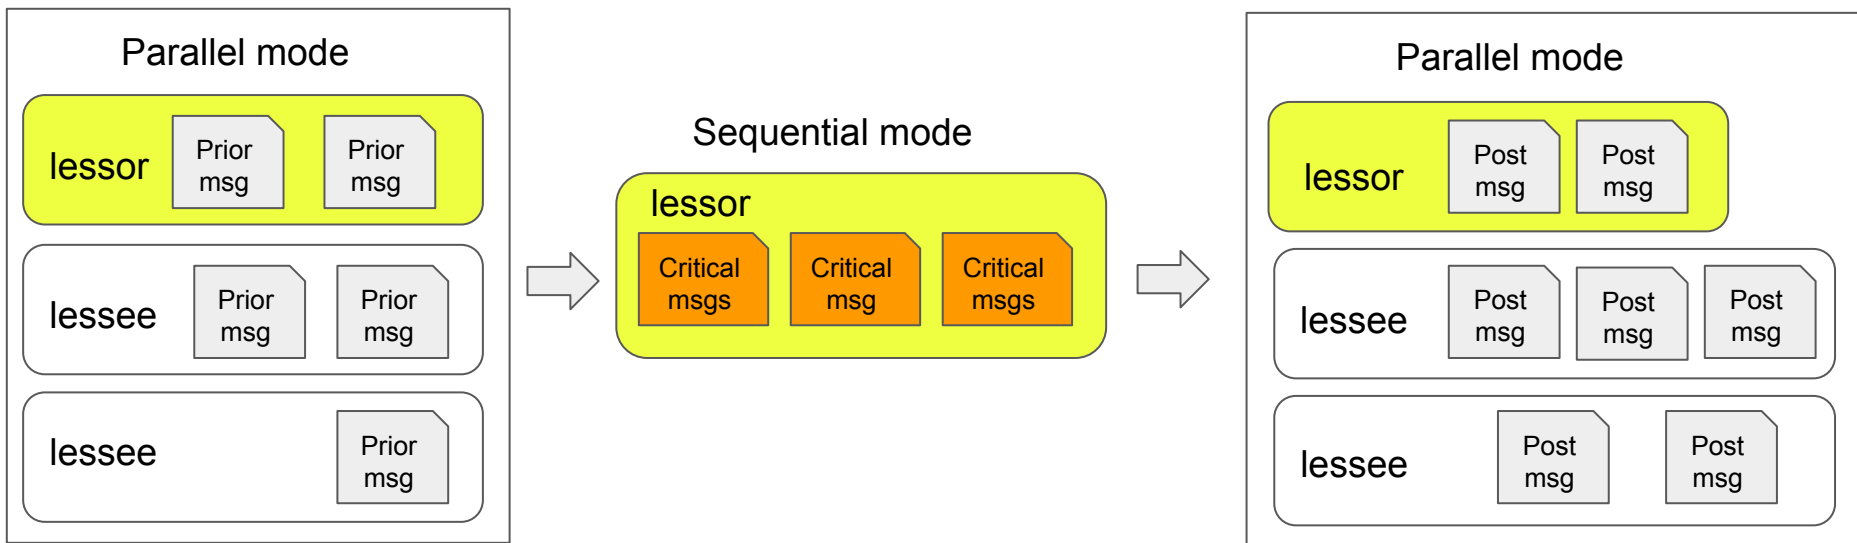 Parallel mode
lessor
Prior
msg
Prior
msg
lessee
Prior
msg
Prior
msg
lessee
Prior
msg
Sequential mode
lessor
Critical
msgs
Critical
msg
Critical
msgs
Parallel mode
lessor
Post
msg
Post
msg
lessee
Post
msg
Post
msg
Post
msg
lessee
Post
msg
Post
msg